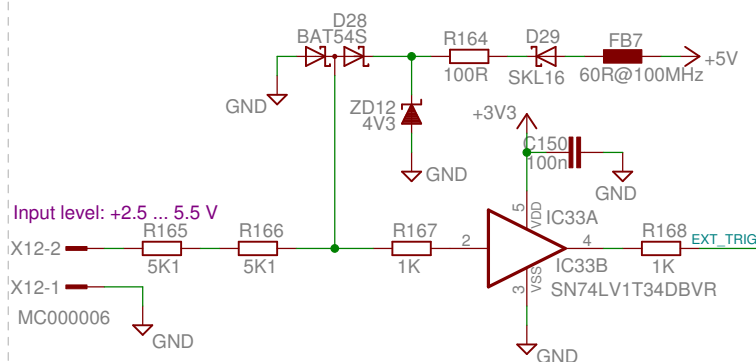 D28
BAT54S
R164
100R
D29
SKL16
FB7
60R@100MHz
+5V
GND
ZD12
4V3
GND
+3V3
C150
100n
GND
Input level: +2.5 ... 5.5 V
X12-2
R165
5K1
R166
5K1
R167
1K
2
5
VDD
IC33A
4
IC33B
3
VSS
SN74LV1T34DBVR
R168
1K
EXT_TRIG
X12-1
MC000006
GND
GND